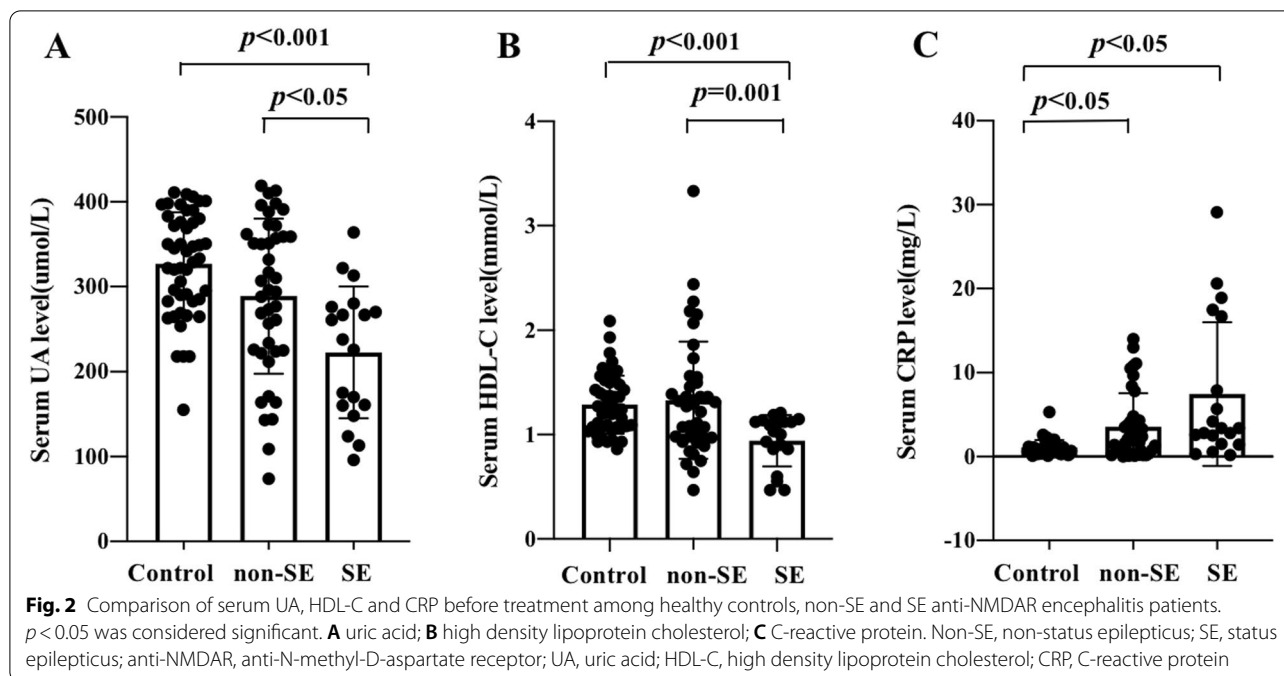 A
p<0.001
p<0.05
500
400
300
200
100
0
Serum UA level(umol/L)
Control non-SE SE
B
p<0.001
p=0.001
4
3
2
1
0
Serum HDL-C level(mmol/L)
Control non-SE SE
C
p<0.05
p<0.05
40
30
20
10
0
-10
Serum CRP level(mg/L)
Control non-SE SE
Fig. 2 Comparison of serum UA, HDL-C and CRP before treatment among healthy controls, non-SE and SE anti-NMDAR encephalitis patients.
p < 0.05 was considered significant. A uric acid; B high density lipoprotein cholesterol; C C-reactive protein. Non-SE, non-status epilepticus; SE, status
epilepticus; anti-NMDAR, anti-N-methyl-D-aspartate receptor; UA, uric acid; HDL-C, high density lipoprotein cholesterol; CRP, C-reactive protein